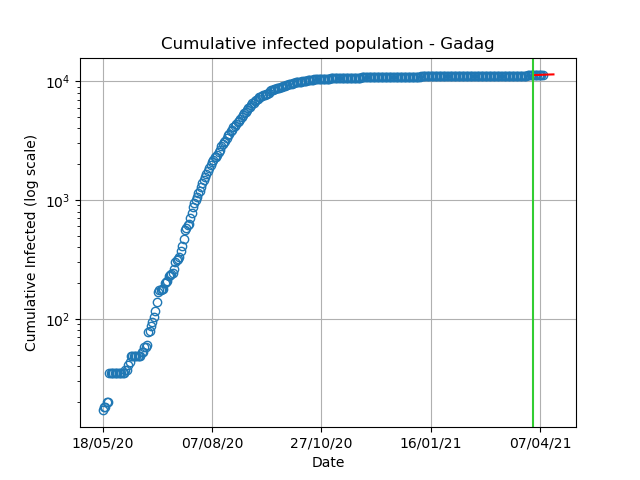 Cumulative infected population - Gadag
Cumulative Infected (log scale)
10⁴
10³
10²
18/05/20 07/08/20 27/10/20 16/01/21 07/04/21
Date